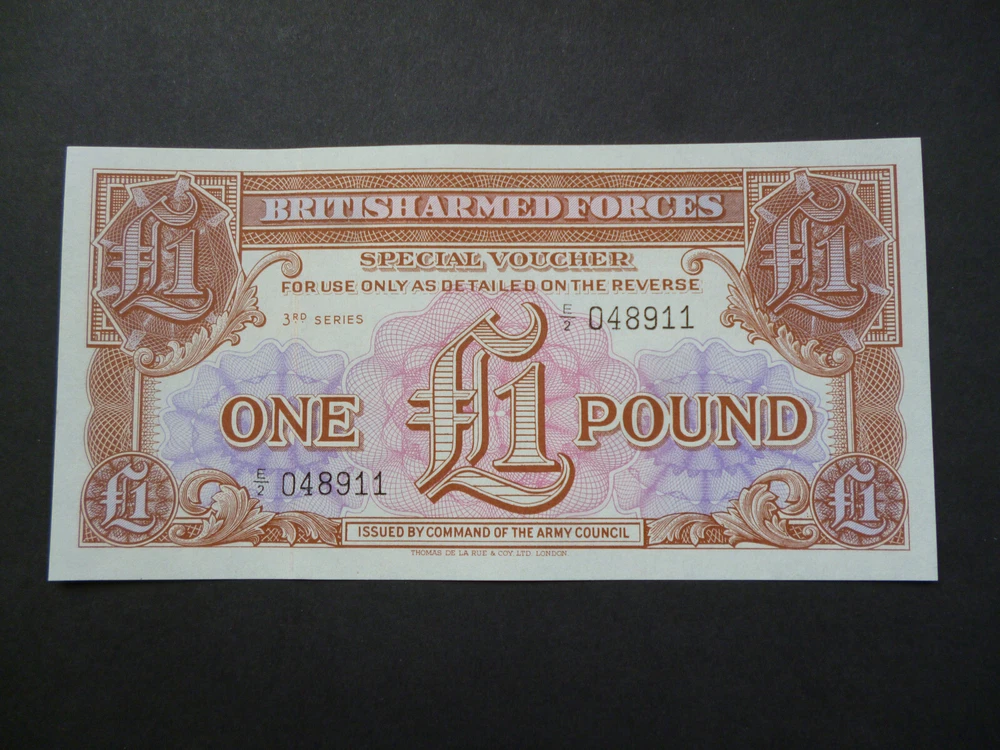 £1
£1
BRITISH ARMED FORCES
SPECIAL VOUCHER
FOR USE ONLY AS DETAILED ON THE REVERSE
3RD SERIES
E/2 048911
ONE £1 POUND
E/2 048911
£1
£1
ISSUED BY COMMAND OF THE ARMY COUNCIL
THOMAS DE LA RUE & COY. LTD. LONDON.